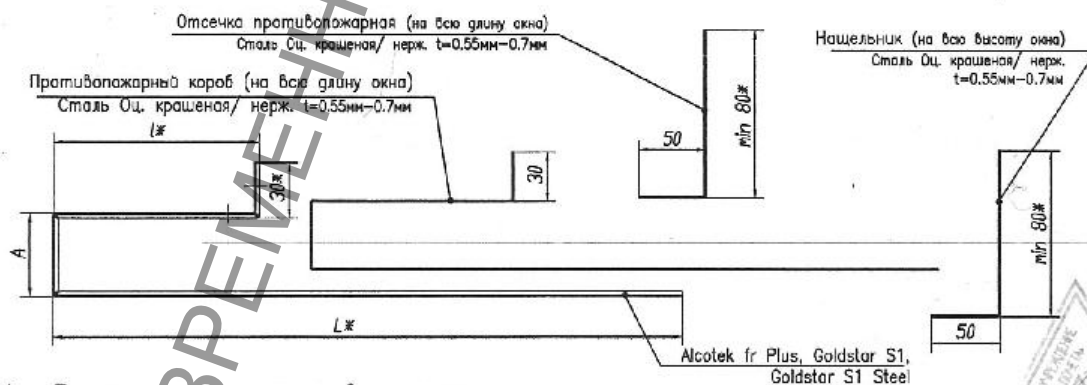 Отсечка противопожарная (на всю длину окна)
Сталь Оц. крашеная/ нерж. t=0.55мм-0.7мм
Нащельник (на всю высоту окна)
Сталь Оц. крашеная/ нерж.
t=0.55мм-0.7мм
Противопожарный короб (на всю длину окна)
Сталь Оц. крашеная/ нерж. t=0.55мм-0.7мм
l*
30*
30
50
min 80*
min 80*
A
L*
50
Alcotek fr Plus, Goldstar S1,
Goldstar S1 Steel
ВРЕМЕНН